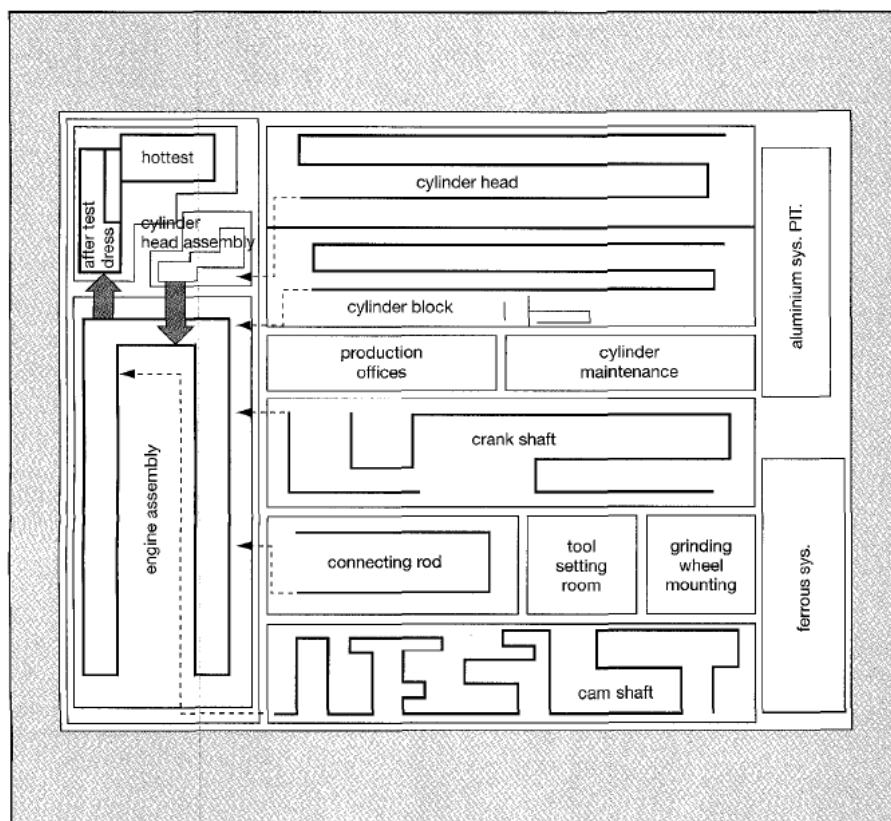 hottest
after test
dress
cylinder
head assembly
cylinder head
cylinder block
production
offices
cylinder
maintenance
aluminium sys. PIT.
engine assembly
crank shaft
connecting rod
tool
setting
room
grinding
wheel
mounting
ferrous sys.
cam shaft